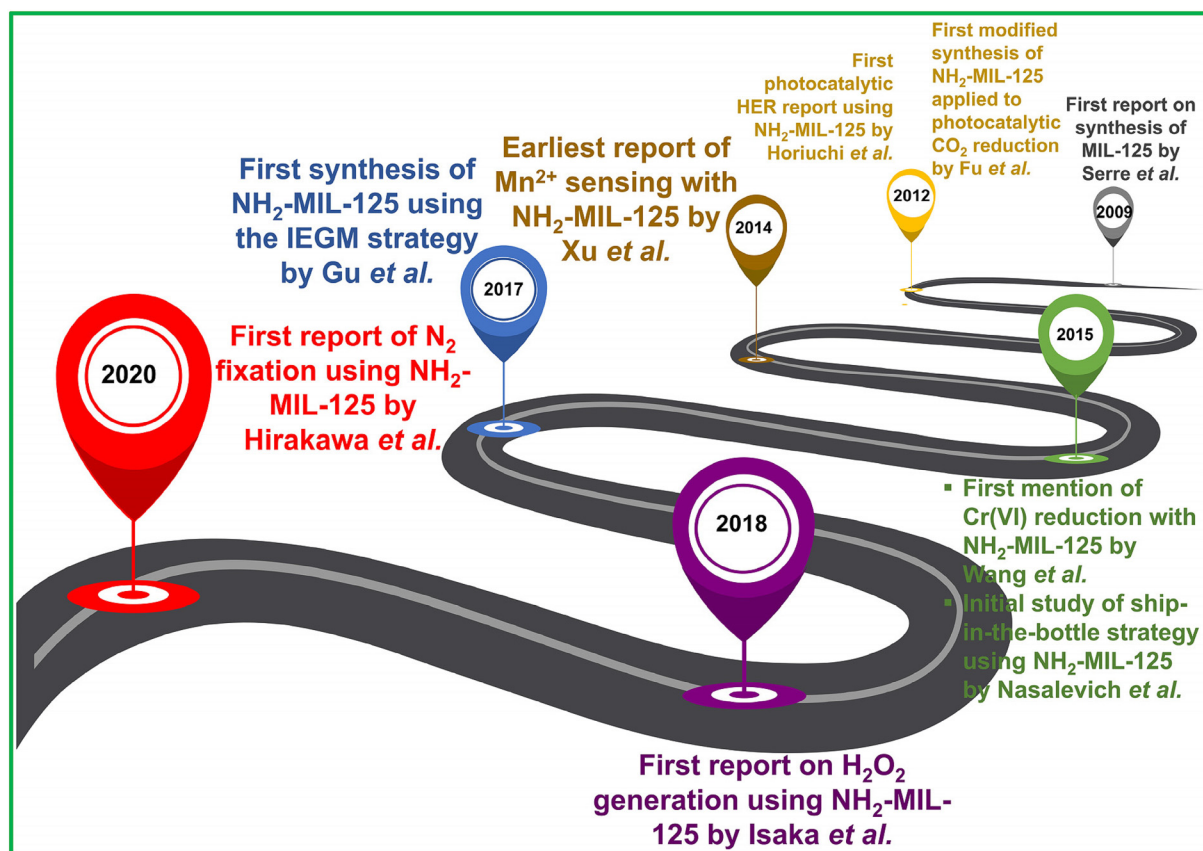 First
photocatalytic
HER report using
NH₂-MIL-125 by
Horiuchi et al.
First modified
synthesis of
NH₂-MIL-125
applied to
photocatalytic
CO₂ reduction
by Fu et al.
First report on
synthesis of
MIL-125 by
Serre et al.
2012
2009
First synthesis of
NH₂-MIL-125 using
the IEGM strategy
by Gu et al.
Earliest report of
Mn²⁺ sensing with
NH₂-MIL-125 by
Xu et al.
2014
2017
2015
2020
First report of N₂
fixation using NH₂-
MIL-125 by
Hirakawa et al.
▪ First mention of
Cr(VI) reduction with
NH₂-MIL-125 by
Wang et al.
▪ Initial study of ship-
in-the-bottle strategy
using NH₂-MIL-125
by Nasalevich et al.
2018
First report on H₂O₂
generation using NH₂-MIL-
125 by Isaka et al.